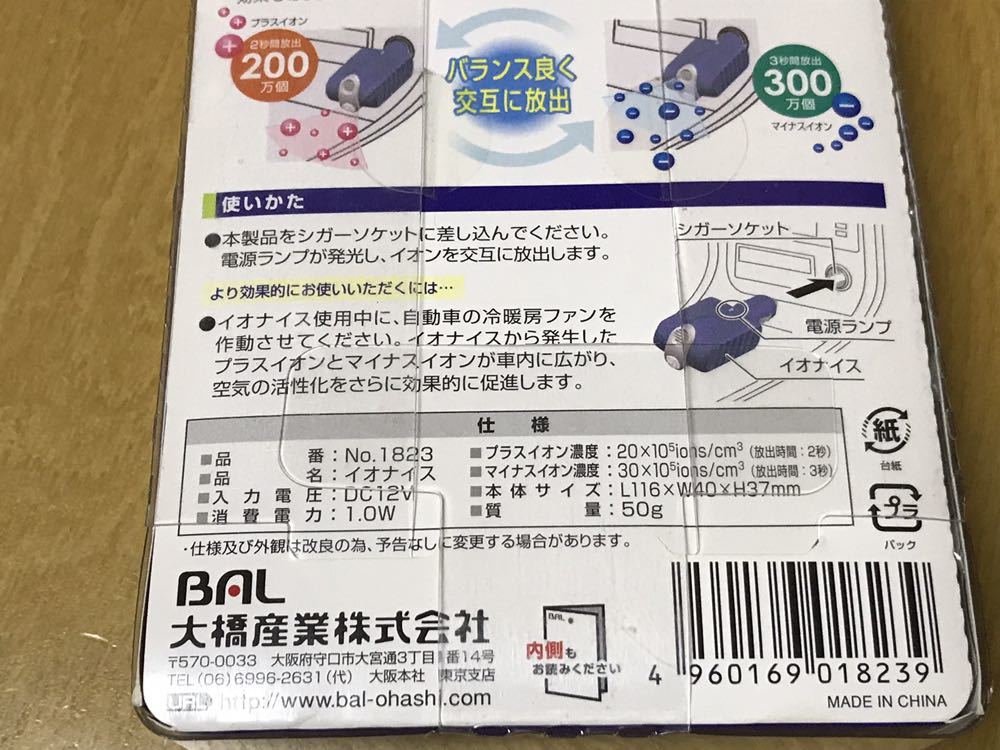 プラスイオン
2秒間放出
200
万個
バランス良く
交互に放出
3秒間放出
300
万個
マイナスイオン
使いかた
●本製品をシガーソケットに差し込んでください。
電源ランプが発光し、イオンを交互に放出します。
より効果的にお使いいただくには…
●イオナイス使用中に、自動車の冷暖房ファンを
作動させてください。イオナイスから発生した
プラスイオンとマイナスイオンが車内に広がり、
空気の活性化をさらに効果的に促進します。
シガーソケット
電源ランプ
イオナイス
仕 様
■品 番：No.1823
■品 名：イオナイス
■入力電圧：DC12V
■消費電力：1.0W
■プラスイオン濃度：20×10⁵ions/cm³（放出時間：2秒）
■マイナスイオン濃度：30×10⁵ions/cm³（放出時間：3秒）
■本体サイズ：L116×W40×H37mm
■質 量：50g
・仕様及び外観は改良の為、予告なしに変更する場合があります。
紙
台紙
プラ
パック
BAL
大橋産業株式会社
〒570-0033 大阪府守口市大宮通3丁目1番14号
TEL(06)6996-2631(代) 大阪本社 東京支店
URL http://www.bal-ohashi.com
BAL
内側も
お読みください
4 960169 018239
MADE IN CHINA